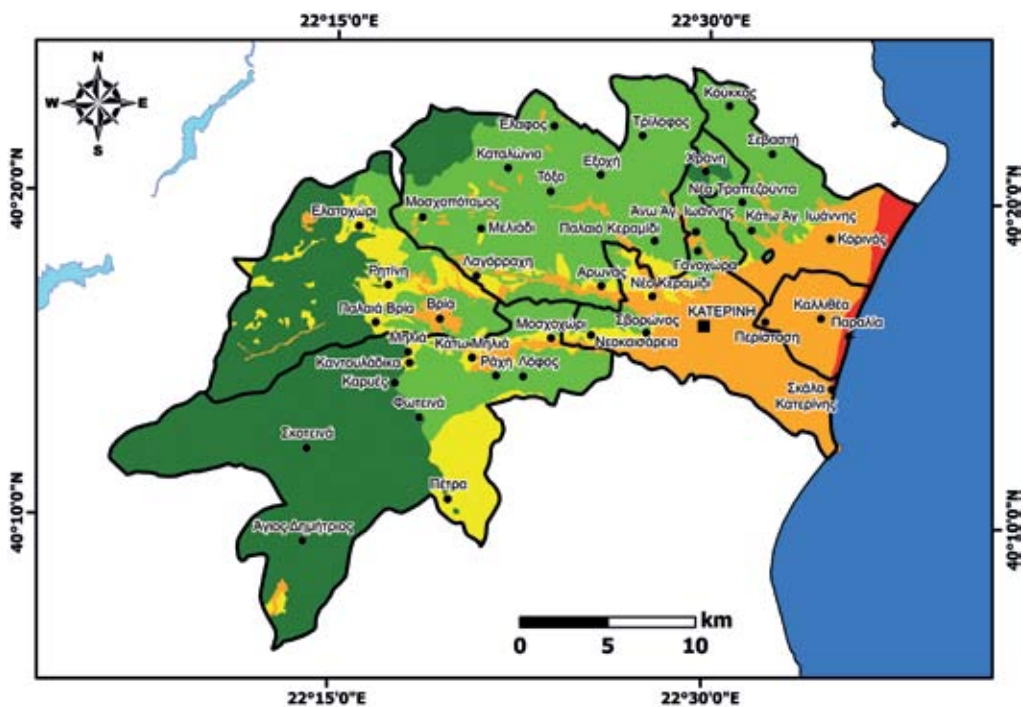 22°15'0"E
22°30'0"E
N
W
E
S
40°20'0"N
40°20'0"N
40°10'0"N
40°10'0"N
Κούκκος
Έλαφος
Τρίλοφος
Σεβαστή
Καταλώνια
Εξοχή
Χράνη
Τόξο
Νέα Τραπεζούντα
Ελατοχώρι
Μοσχοπόταμος
Άνω Άγ. Ιωάννης
Κάτω Άγ. Ιωάννης
Μελιάδι
Παλαιό Κεραμίδι
Κορινός
Γανόχωρα
Λαγόρραχη
Ρητίνη
Αρωνάς
Νέο Κεραμίδι
Παλαιά Βρία
Βρία
ΚΑΤΕΡΙΝΗ
Καλλιθέα
Μοσχοχώρι
Σβορώνος
Περίσταση
Παραλία
Μηλιά
Κάτω Μηλιά
Νεοκαισάρεια
Καντουλάδικα
Ράχη
Λόφος
Καρυές
Σκάλα
Κατερίνης
Φωτεινά
Σκοτεινά
Πέτρα
Άγιος Δημήτριος
km
0
5
10
22°15'0"E
22°30'0"E